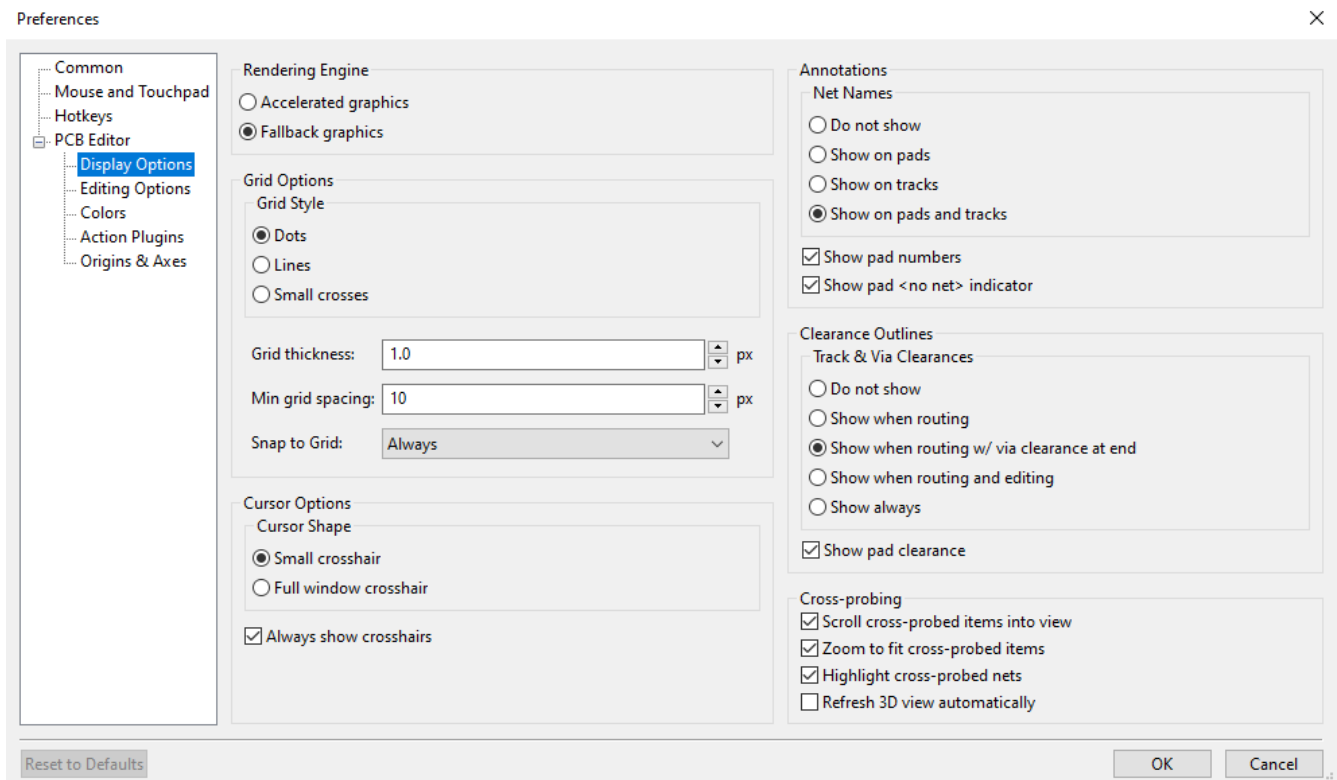 Preferences
Common
Mouse and Touchpad
Hotkeys
PCB Editor
Display Options
Editing Options
Colors
Action Plugins
Origins & Axes
Rendering Engine
Accelerated graphics
Fallback graphics
Grid Options
Grid Style
Dots
Lines
Small crosses
Grid thickness: 1.0 px
Min grid spacing: 10 px
Snap to Grid: Always
Cursor Options
Cursor Shape
Small crosshair
Full window crosshair
Always show crosshairs
Annotations
Net Names
Do not show
Show on pads
Show on tracks
Show on pads and tracks
Show pad numbers
Show pad <no net> indicator
Clearance Outlines
Track & Via Clearances
Do not show
Show when routing
Show when routing w/ via clearance at end
Show when routing and editing
Show always
Show pad clearance
Cross-probing
Scroll cross-probed items into view
Zoom to fit cross-probed items
Highlight cross-probed nets
Refresh 3D view automatically
Reset to Defaults
OK
Cancel